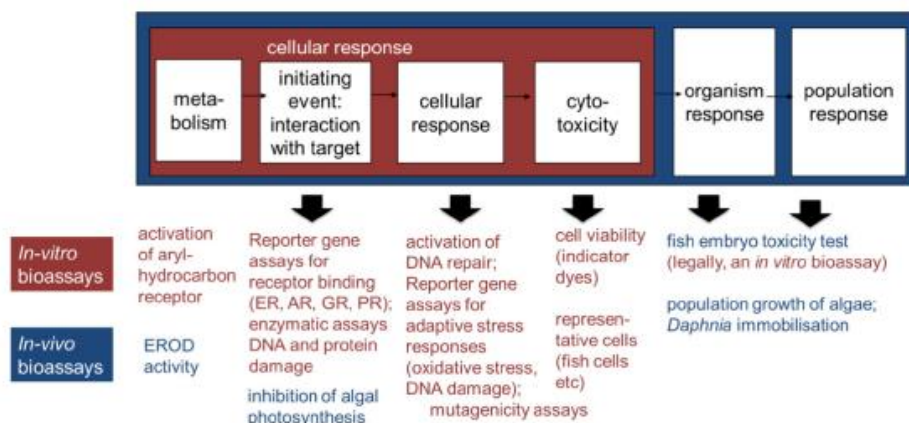 cellular response
meta-
bolism
initiating
event:
interaction
with target
cellular
response
cyto-
toxicity
organism
response
population
response
In-vitro
bioassays
activation
of aryl-
hydrocarbon
receptor
Reporter gene
assays for
receptor binding
(ER, AR, GR, PR);
enzymatic assays
DNA and protein
damage
activation of
DNA repair;
Reporter gene
assays for
adaptive stress
responses
(oxidative stress,
DNA damage);
mutagenicity assays
cell viability
(indicator
dyes)
represen-
tative cells
(fish cells
etc)
fish embryo toxicity test
(legally, an in vitro bioassay)
In-vivo
bioassays
EROD
activity
inhibition of algal
photosynthesis
population growth of algae;
Daphnia immobilisation